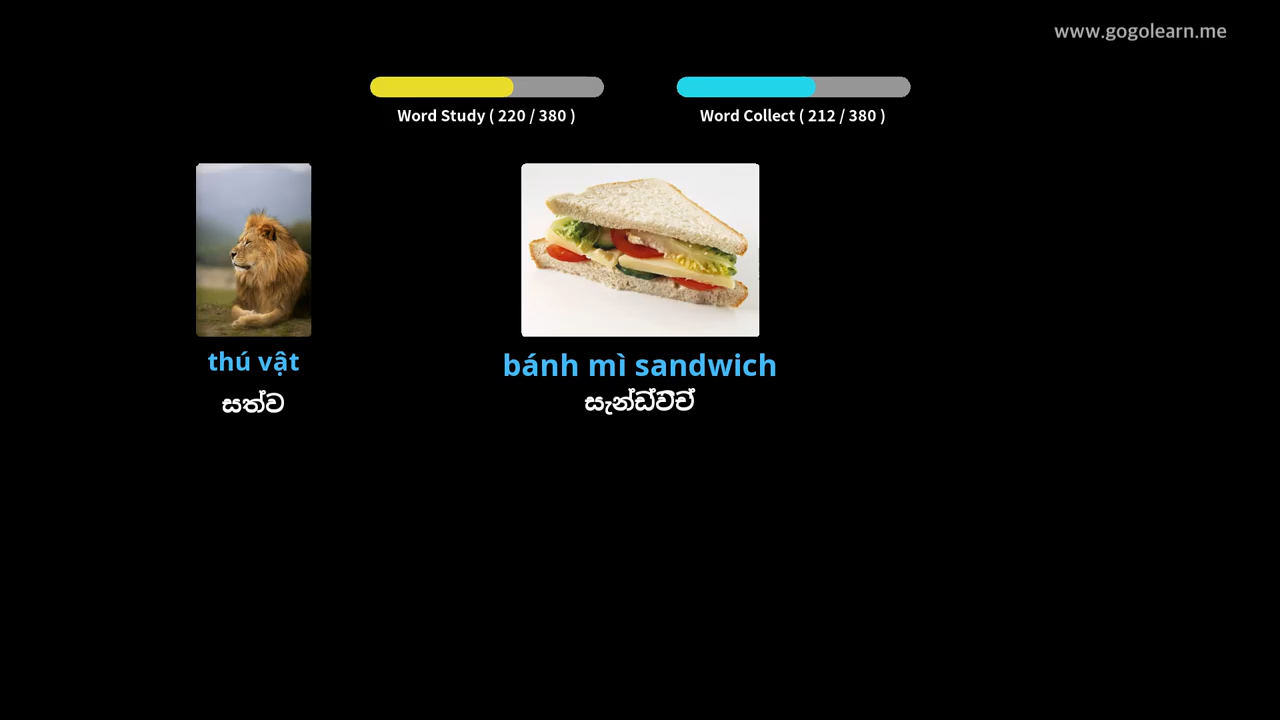 www.gogolearn.me
Word Study ( 220 / 380 )
Word Collect ( 212 / 380 )
thú vật
සත්ව
bánh mì sandwich
සැන්ඩ්විච්